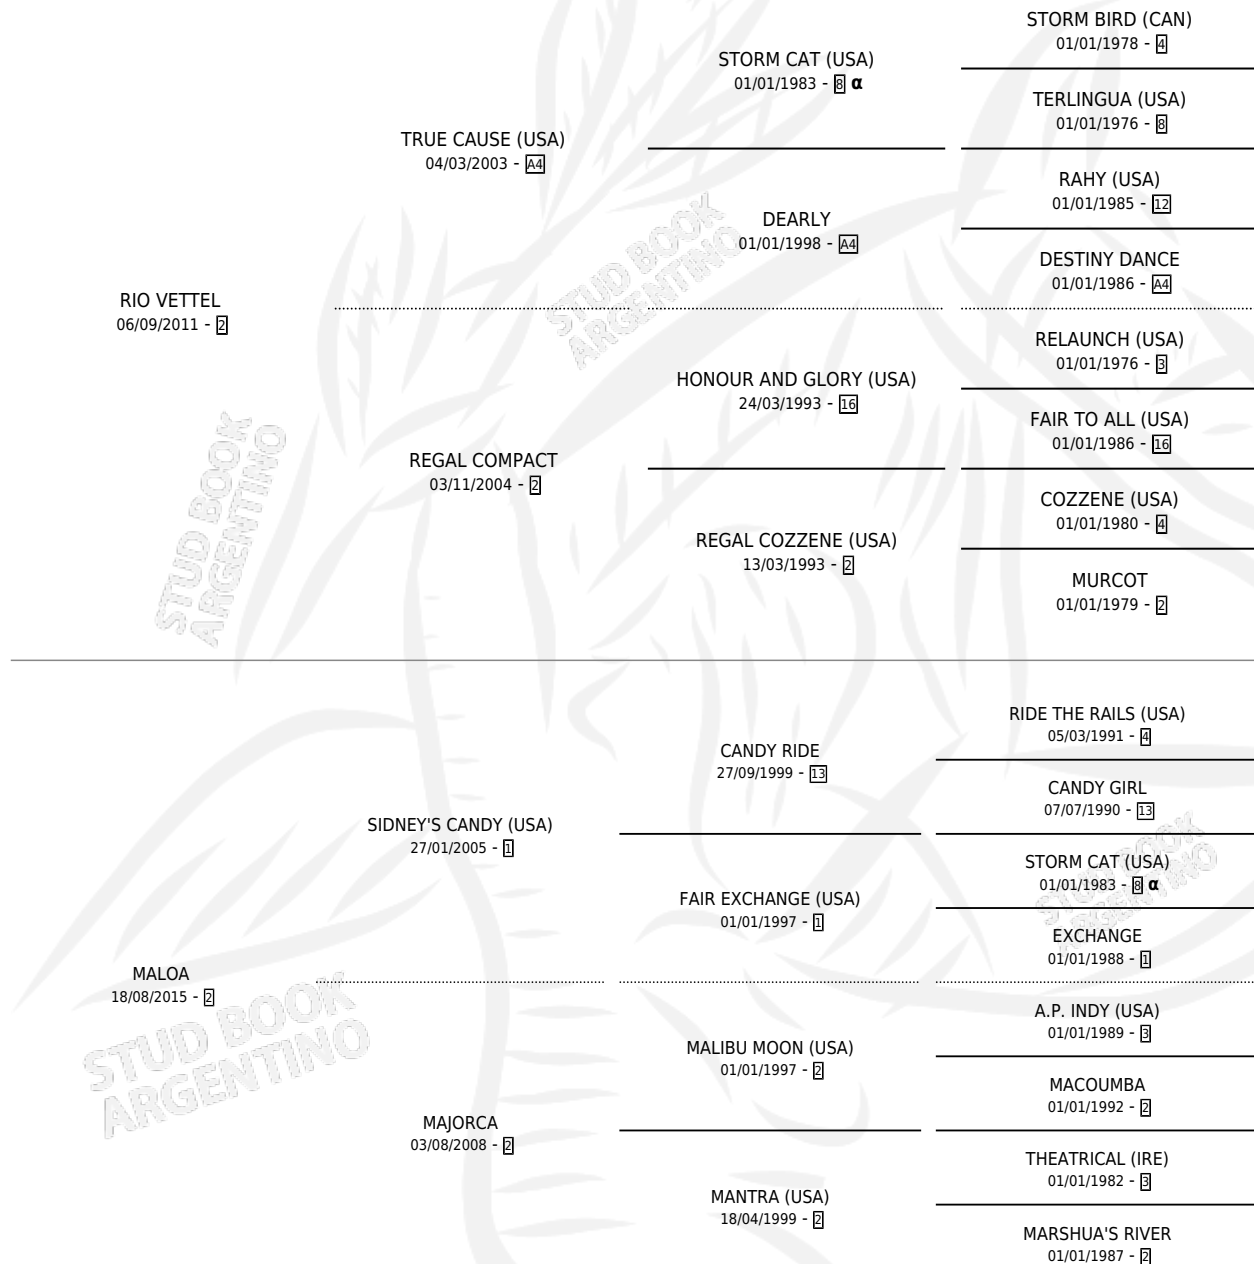 STORM BIRD (CAN)
01/01/1978 - 4
STORM CAT (USA)
01/01/1983 - 8 α
TERLINGUA (USA)
01/01/1976 - 8
TRUE CAUSE (USA)
04/03/2003 - A4
RAHY (USA)
01/01/1985 - 12
DEARLY
01/01/1998 - A4
DESTINY DANCE
01/01/1986 - A4
RIO VETTEL
06/09/2011 - 2
RELAUNCH (USA)
01/01/1976 - 3
HONOUR AND GLORY (USA)
24/03/1993 - 16
FAIR TO ALL (USA)
01/01/1986 - 16
REGAL COMPACT
03/11/2004 - 2
COZZENE (USA)
01/01/1980 - 4
REGAL COZZENE (USA)
13/03/1993 - 2
MURCOT
01/01/1979 - 2
RIDE THE RAILS (USA)
05/03/1991 - 4
CANDY RIDE
27/09/1999 - 13
CANDY GIRL
07/07/1990 - 13
SIDNEY'S CANDY (USA)
27/01/2005 - 1
STORM CAT (USA)
01/01/1983 - 8 α
FAIR EXCHANGE (USA)
01/01/1997 - 1
EXCHANGE
01/01/1988 - 1
MALOA
18/08/2015 - 2
A.P. INDY (USA)
01/01/1989 - 3
MALIBU MOON (USA)
01/01/1997 - 2
MACOUMBA
01/01/1992 - 2
MAJORCA
03/08/2008 - 2
THEATRICAL (IRE)
01/01/1982 - 3
MANTRA (USA)
18/04/1999 - 2
MARSHUA'S RIVER
01/01/1987 - 2
STUD BOOK
ARGENTINO
STUD BOOK
ARGENTINO
STUD BOOK
ARGENTINO
STUD BOOK
ARGENTINO